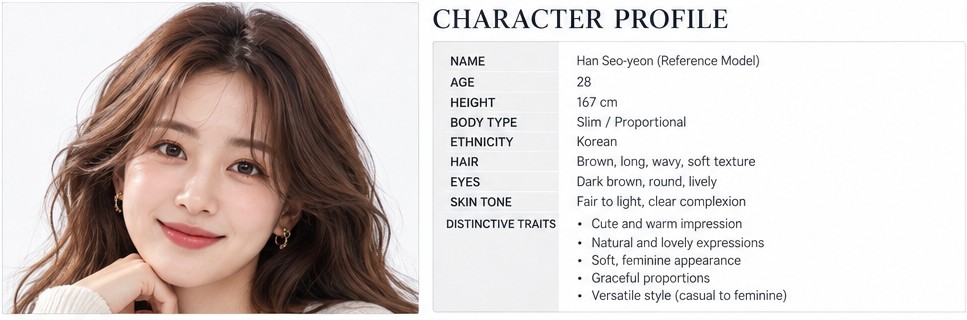 CHARACTER PROFILE
NAME Han Seo-yeon (Reference Model)
AGE 28
HEIGHT 167 cm
BODY TYPE Slim / Proportional
ETHNICITY Korean
HAIR Brown, long, wavy, soft texture
EYES Dark brown, round, lively
SKIN TONE Fair to light, clear complexion
DISTINCTIVE TRAITS • Cute and warm impression
• Natural and lovely expressions
• Soft, feminine appearance
• Graceful proportions
• Versatile style (casual to feminine)